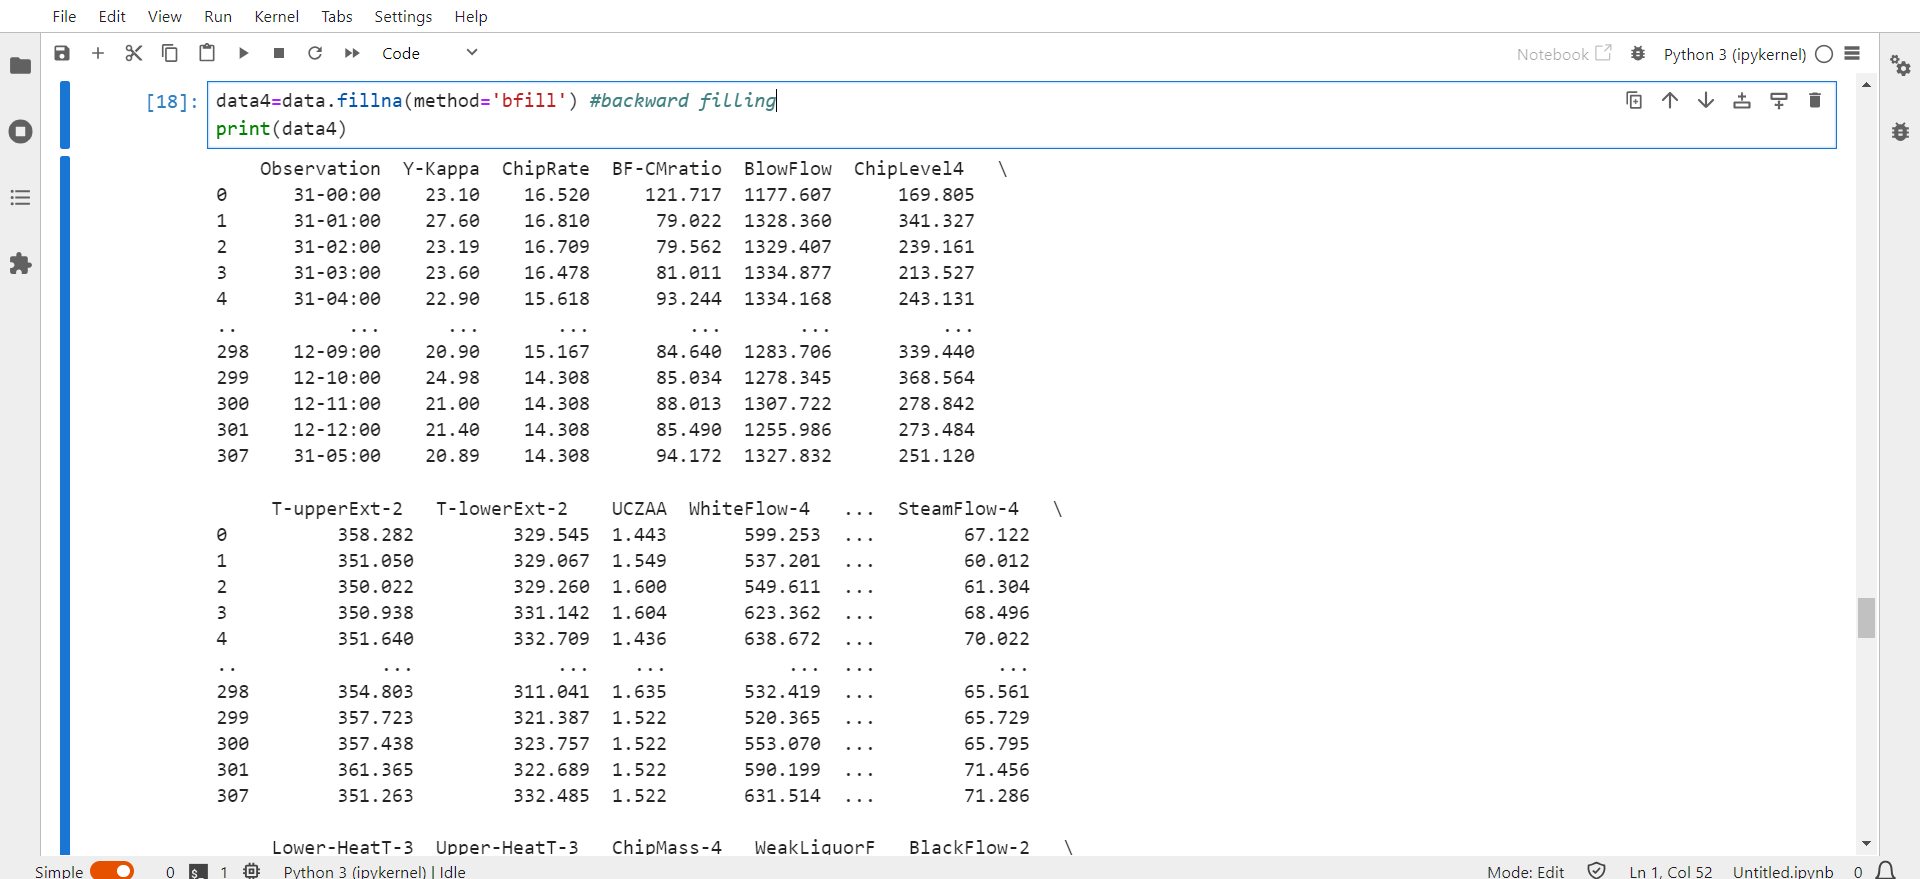 File Edit View Run Kernel Tabs Settings Help
Code Notebook Python 3 (ipykernel)
[18]: data4=data.fillna(method='bfill') #backward filling
print(data4)
Observation Y-Kappa ChipRate BF-CMratio BlowFlow ChipLevel4 \
0 31-00:00 23.10 16.520 121.717 1177.607 169.805
1 31-01:00 27.60 16.810 79.022 1328.360 341.327
2 31-02:00 23.19 16.709 79.562 1329.407 239.161
3 31-03:00 23.60 16.478 81.011 1334.877 213.527
4 31-04:00 22.90 15.618 93.244 1334.168 243.131
.. ... ... ... ... ... ...
298 12-09:00 20.90 15.167 84.640 1283.706 339.440
299 12-10:00 24.98 14.308 85.034 1278.345 368.564
300 12-11:00 21.00 14.308 88.013 1307.722 278.842
301 12-12:00 21.40 14.308 85.490 1255.986 273.484
307 31-05:00 20.89 14.308 94.172 1327.832 251.120
T-upperExt-2 T-lowerExt-2 UCZAA WhiteFlow-4 ... SteamFlow-4 \
0 358.282 329.545 1.443 599.253 ... 67.122
1 351.050 329.067 1.549 537.201 ... 60.012
2 350.022 329.260 1.600 549.611 ... 61.304
3 350.938 331.142 1.604 623.362 ... 68.496
4 351.640 332.709 1.436 638.672 ... 70.022
.. ... ... ... ... ... ...
298 354.803 311.041 1.635 532.419 ... 65.561
299 357.723 321.387 1.522 520.365 ... 65.729
300 357.438 323.757 1.522 553.070 ... 65.795
301 361.365 322.689 1.522 590.199 ... 71.456
307 351.263 332.485 1.522 631.514 ... 71.286
Lower-HeatT-3 Upper-HeatT-3 ChipMass-4 WeakLiquorF BlackFlow-2 \
Simple 0 1 Python 3 (ipykernel) | Idle Mode: Edit Ln 1, Col 52 Untitled.ipynb 0